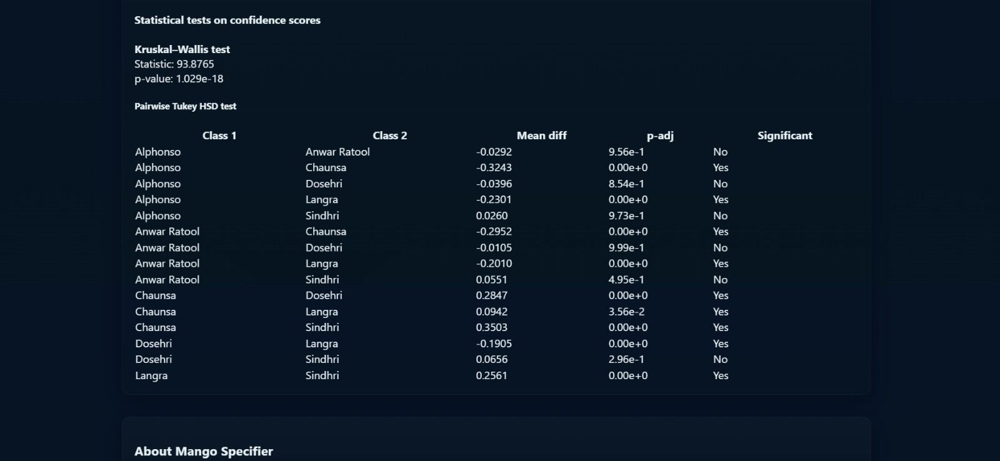 Statistical tests on confidence scores
Kruskal–Wallis test
Statistic: 93.8765
p-value: 1.029e-18
Pairwise Tukey HSD test
Class 1 Class 2 Mean diff p-adj Significant
Alphonso Anwar Ratool -0.0292 9.56e-1 No
Alphonso Chaunsa -0.3243 0.00e+0 Yes
Alphonso Dosehri -0.0396 8.54e-1 No
Alphonso Langra -0.2301 0.00e+0 Yes
Alphonso Sindhri 0.0260 9.73e-1 No
Anwar Ratool Chaunsa -0.2952 0.00e+0 Yes
Anwar Ratool Dosehri -0.0105 9.99e-1 No
Anwar Ratool Langra -0.2010 0.00e+0 Yes
Anwar Ratool Sindhri 0.0551 4.95e-1 No
Chaunsa Dosehri 0.2847 0.00e+0 Yes
Chaunsa Langra 0.0942 3.56e-2 Yes
Chaunsa Sindhri 0.3503 0.00e+0 Yes
Dosehri Langra -0.1905 0.00e+0 Yes
Dosehri Sindhri 0.0656 2.96e-1 No
Langra Sindhri 0.2561 0.00e+0 Yes
About Mango Specifier